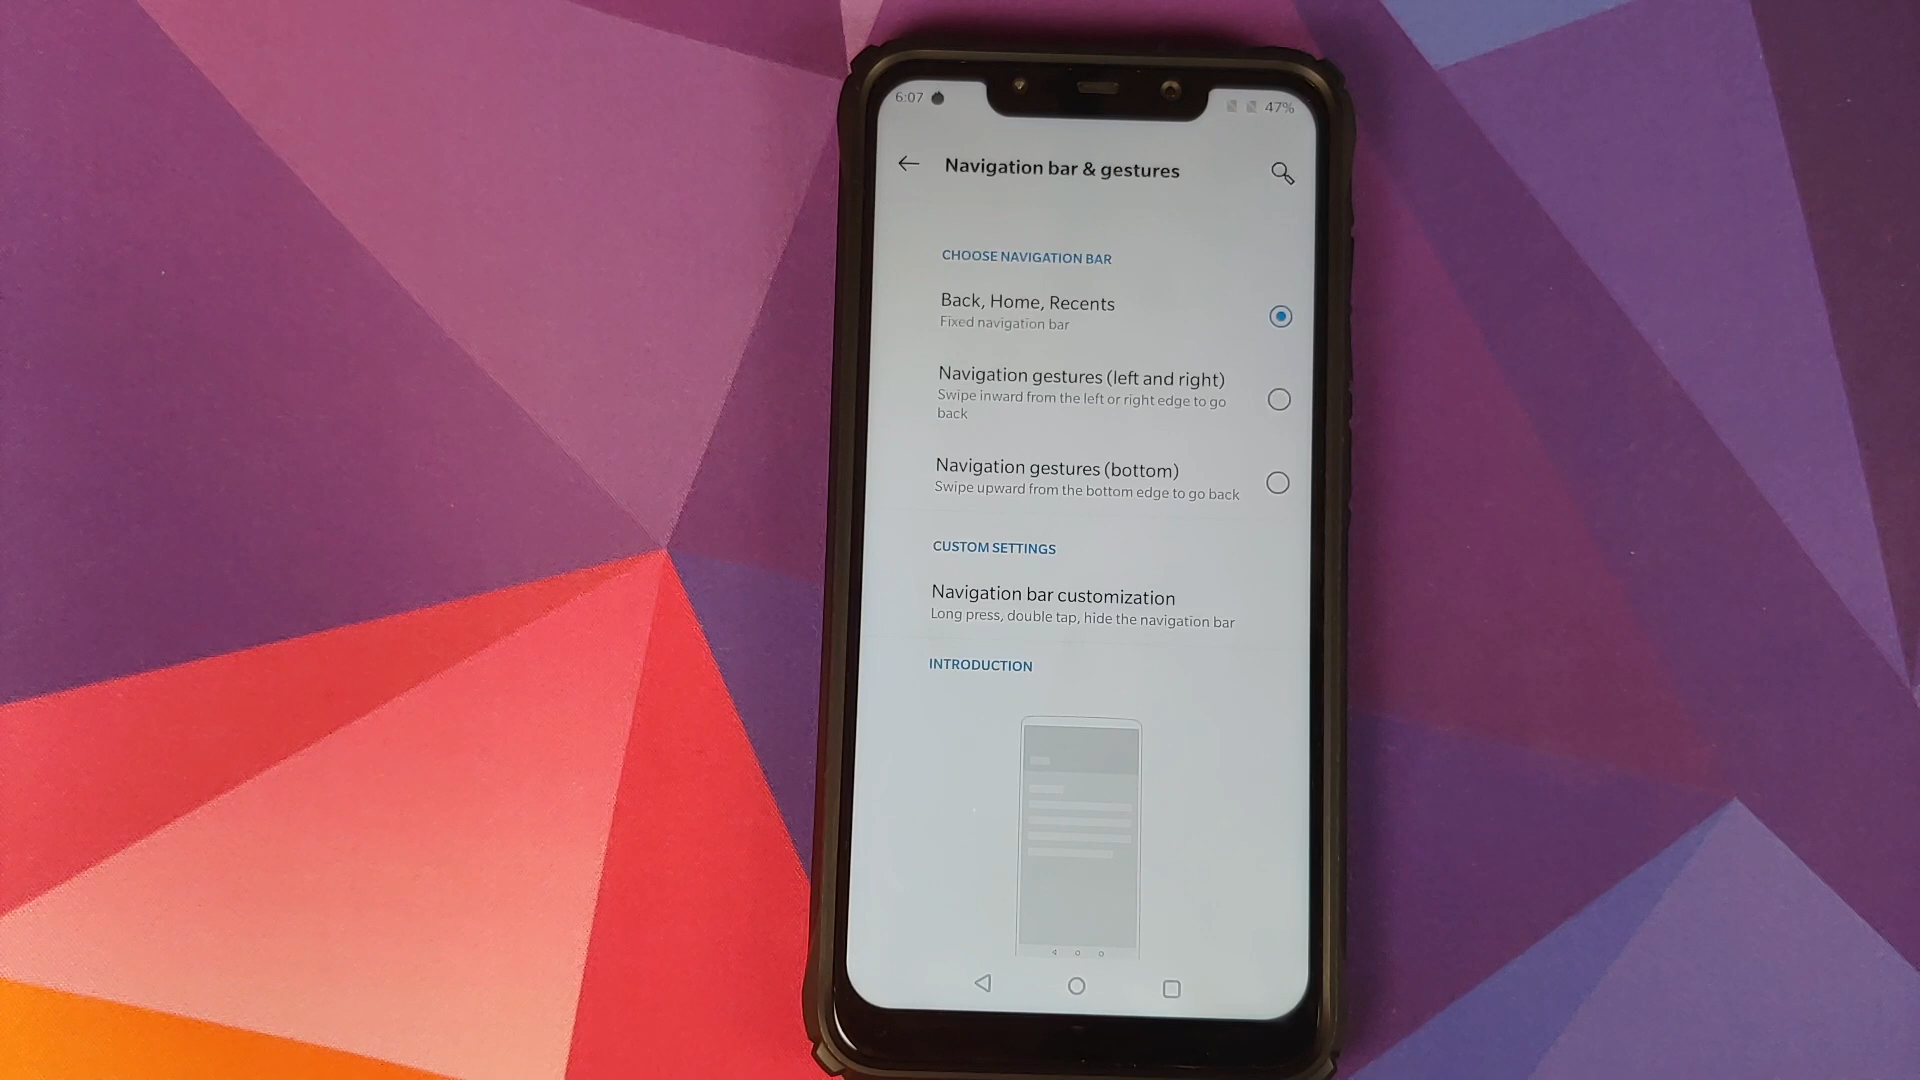 6:07
47%
Navigation bar & gestures
CHOOSE NAVIGATION BAR
Back, Home, Recents
Fixed navigation bar
Navigation gestures (left and right)
Swipe inward from the left or right edge to go
back
Navigation gestures (bottom)
Swipe upward from the bottom edge to go back
CUSTOM SETTINGS
Navigation bar customization
Long press, double tap, hide the navigation bar
INTRODUCTION